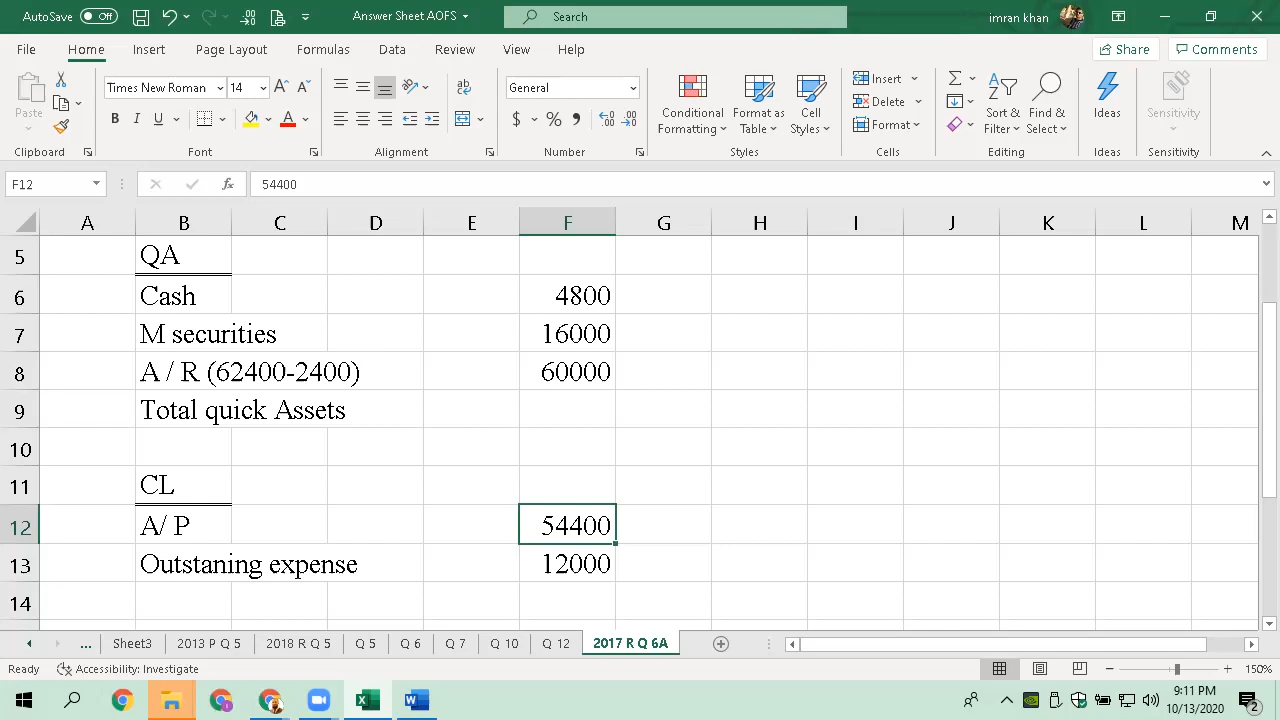 AutoSave Off Answer Sheet AOFS Search imran khan
File Home Insert Page Layout Formulas Data Review View Help Share Comments
Times New Roman 14 General Insert
Paste B I U $ % Conditional Formatting Format as Table Cell Styles Delete Sort & Filter Find & Select Ideas Sensitivity
Format
Clipboard Font Alignment Number Styles Cells Editing Ideas Sensitivity
F12 fx 54400
A B C D E F G H I J K L M
5 QA
6 Cash 4800
7 M securities 16000
8 A / R (62400-2400) 60000
9 Total quick Assets
10
11 CL
12 A/ P 54400
13 Outstaning expense 12000
14
... Sheet3 2013 P Q 5 2018 R Q 5 Q 5 Q 6 Q 7 Q 10 Q 12 2017 R Q 6A
Ready Accessibility: Investigate 150%
9:11 PM
10/13/2020 2